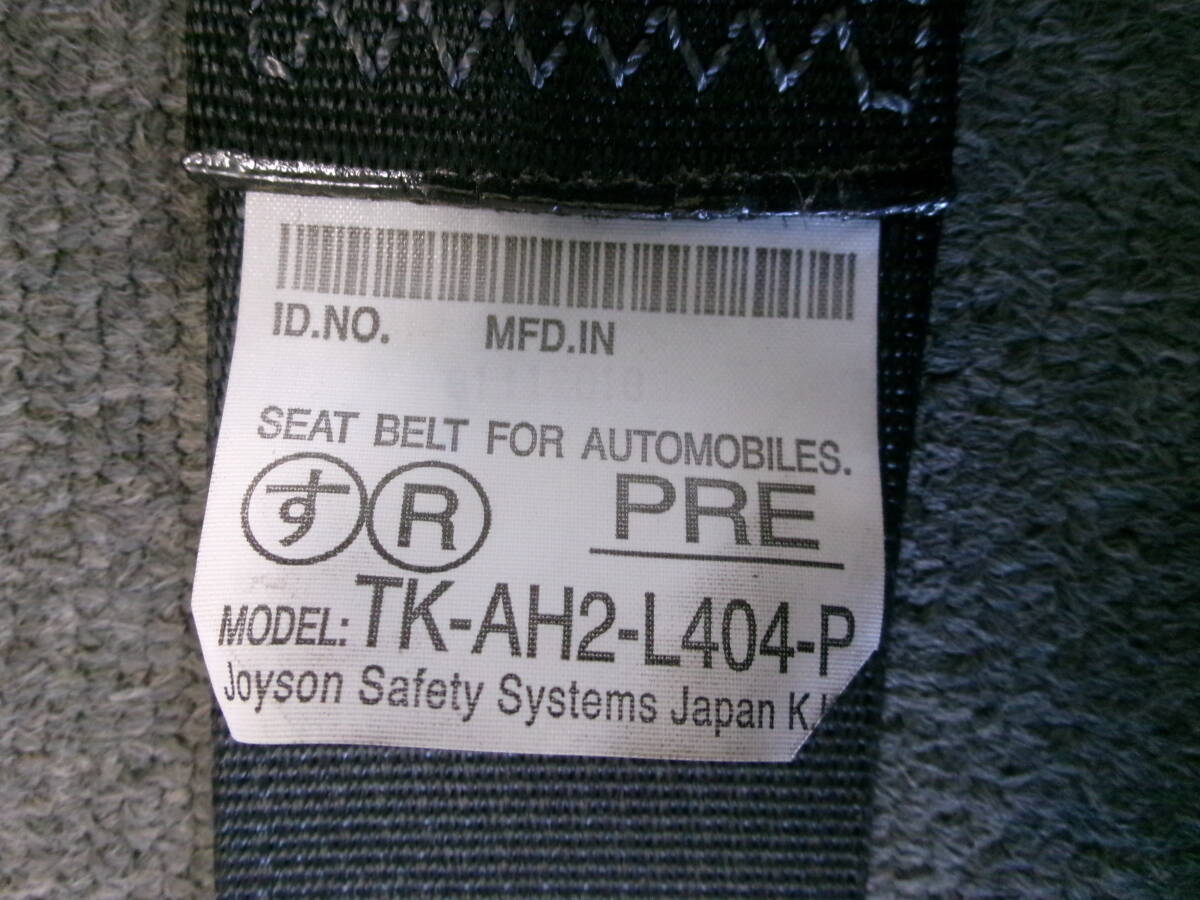 ID.NO. MFD.IN
SEAT BELT FOR AUTOMOBILES.
す R PRE
MODEL: TK-AH2-L404-P
Joyson Safety Systems Japan K.